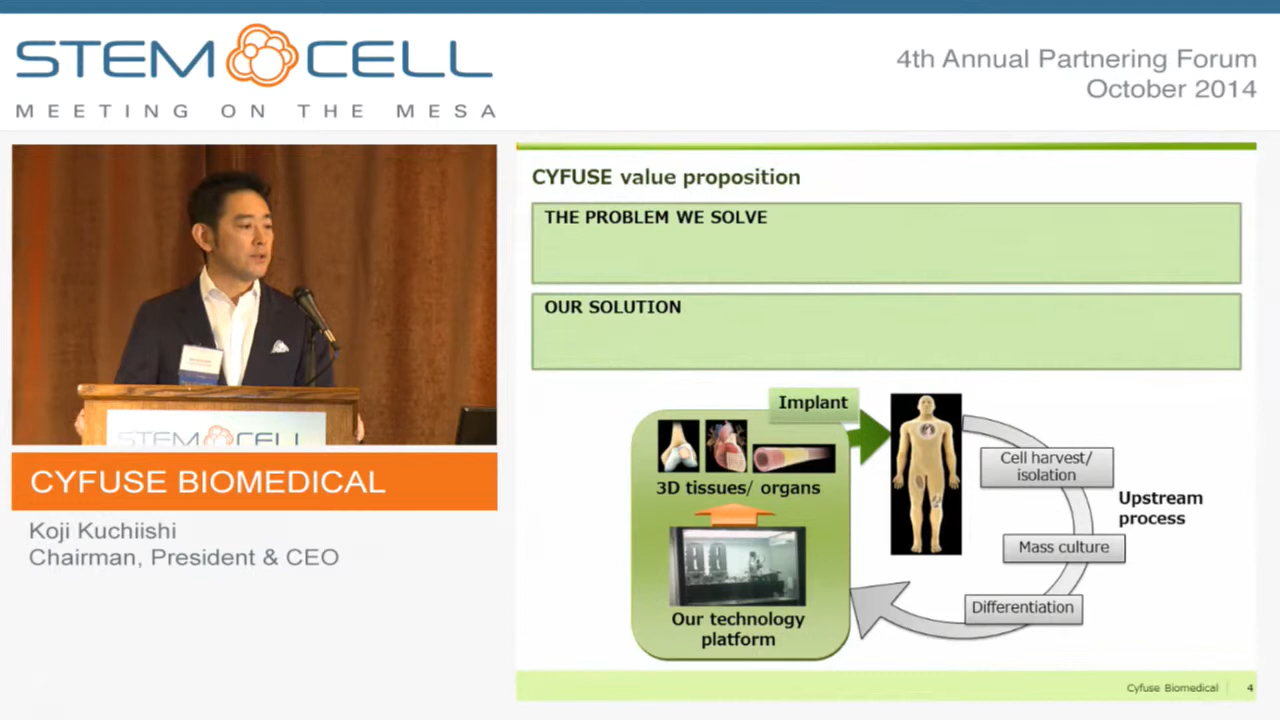 STEM CELL
MEETING ON THE MESA
4th Annual Partnering Forum
October 2014
STEM CELL
CYFUSE BIOMEDICAL
Koji Kuchiishi
Chairman, President & CEO
CYFUSE value proposition
THE PROBLEM WE SOLVE
OUR SOLUTION
Implant
3D tissues/ organs
Our technology
platform
Cell harvest/
isolation
Upstream
process
Mass culture
Differentiation
Cyfuse Biomedical
4